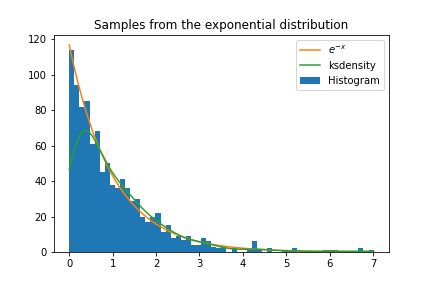 Samples from the exponential distribution
120
100
80
60
40
20
0
e^{-x}
ksdensity
Histogram
0 1 2 3 4 5 6 7